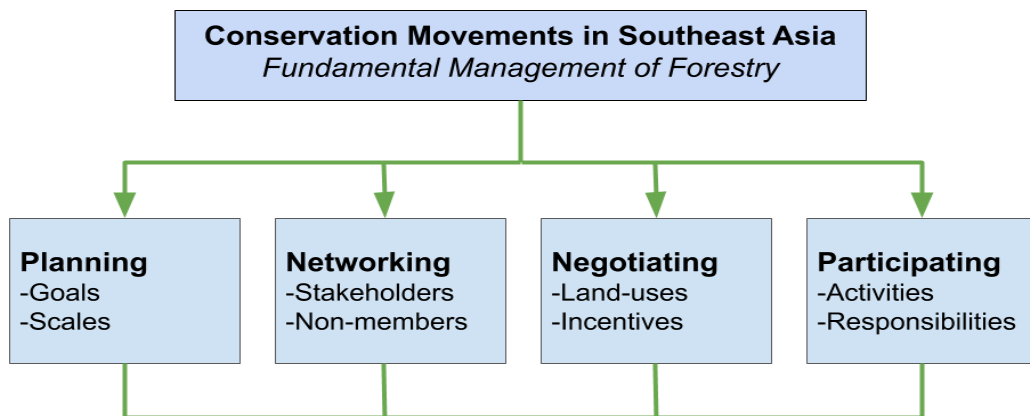 Conservation Movements in Southeast Asia
Fundamental Management of Forestry
Planning
-Goals
-Scales
Networking
-Stakeholders
-Non-members
Negotiating
-Land-uses
-Incentives
Participating
-Activities
-Responsibilities